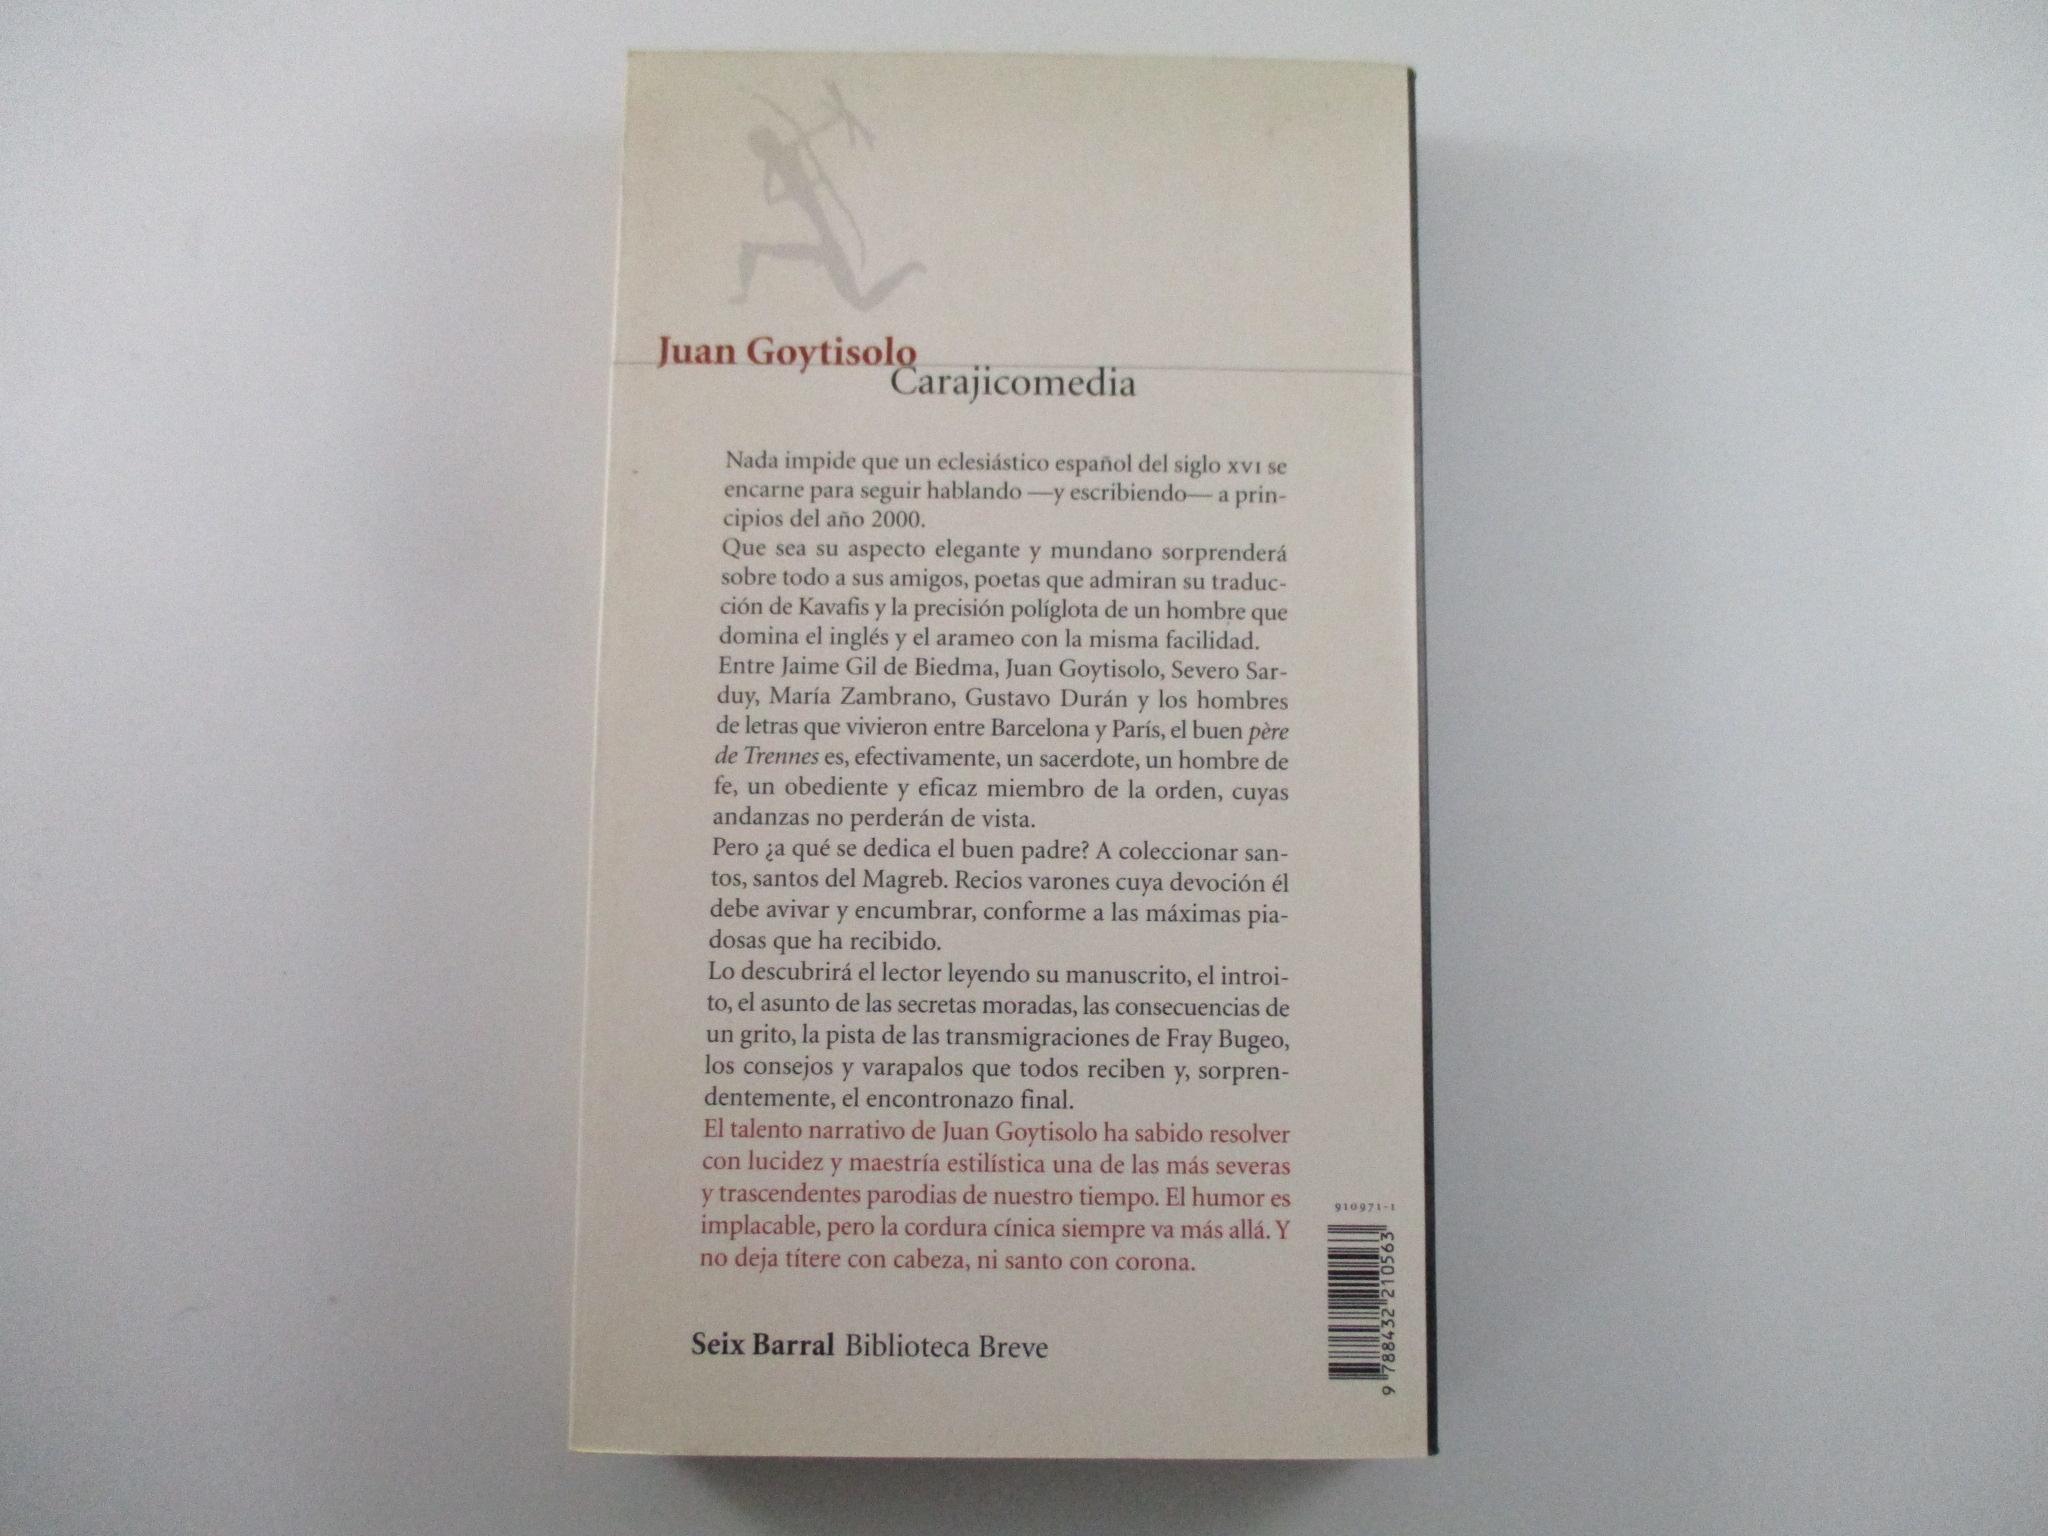 Juan Goytisolo
Carajicomedia
Nada impide que un eclesiástico español del siglo XVI se
encarne para seguir hablando —y escribiendo— a prin-
cipios del año 2000.
Que sea su aspecto elegante y mundano sorprenderá
sobre todo a sus amigos, poetas que admiran su traduc-
ción de Kavafis y la precisión políglota de un hombre que
domina el inglés y el arameo con la misma facilidad.
Entre Jaime Gil de Biedma, Juan Goytisolo, Severo Sar-
duy, María Zambrano, Gustavo Durán y los hombres
de letras que vivieron entre Barcelona y París, el buen père
de Trennes es, efectivamente, un sacerdote, un hombre de
fe, un obediente y eficaz miembro de la orden, cuyas
andanzas no perderán de vista.
Pero ¿a qué se dedica el buen padre? A coleccionar san-
tos, santos del Magreb. Recios varones cuya devoción él
debe avivar y encumbrar, conforme a las máximas pia-
dosas que ha recibido.
Lo descubrirá el lector leyendo su manuscrito, el introi-
to, el asunto de las secretas moradas, las consecuencias de
un grito, la pista de las transmigraciones de Fray Bugeo,
los consejos y varapalos que todos reciben y, sorpren-
dentemente, el encontronazo final.
El talento narrativo de Juan Goytisolo ha sabido resolver
con lucidez y maestría estilística una de las más severas
y trascendentes parodias de nuestro tiempo. El humor es
implacable, pero la cordura cínica siempre va más allá. Y
no deja títere con cabeza, ni santo con corona.
910971-1
9 788432 210563
Seix Barral Biblioteca Breve